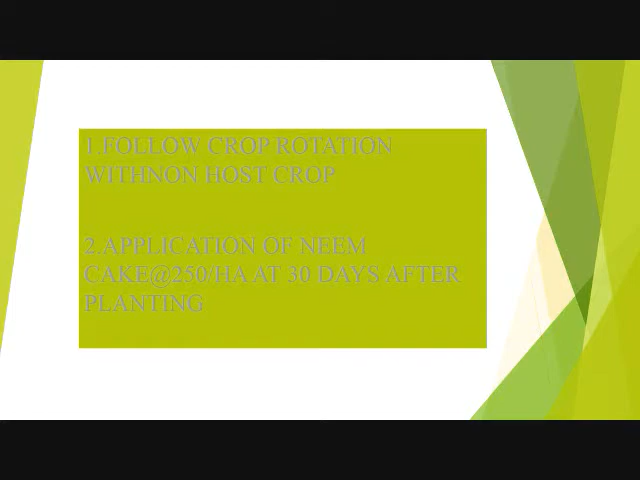 1.FOLLOW CROP ROTATION
WITHNON HOST CROP
2.APPLICATION OF NEEM
CAKE@250/HA AT 30 DAYS AFTER
PLANTING